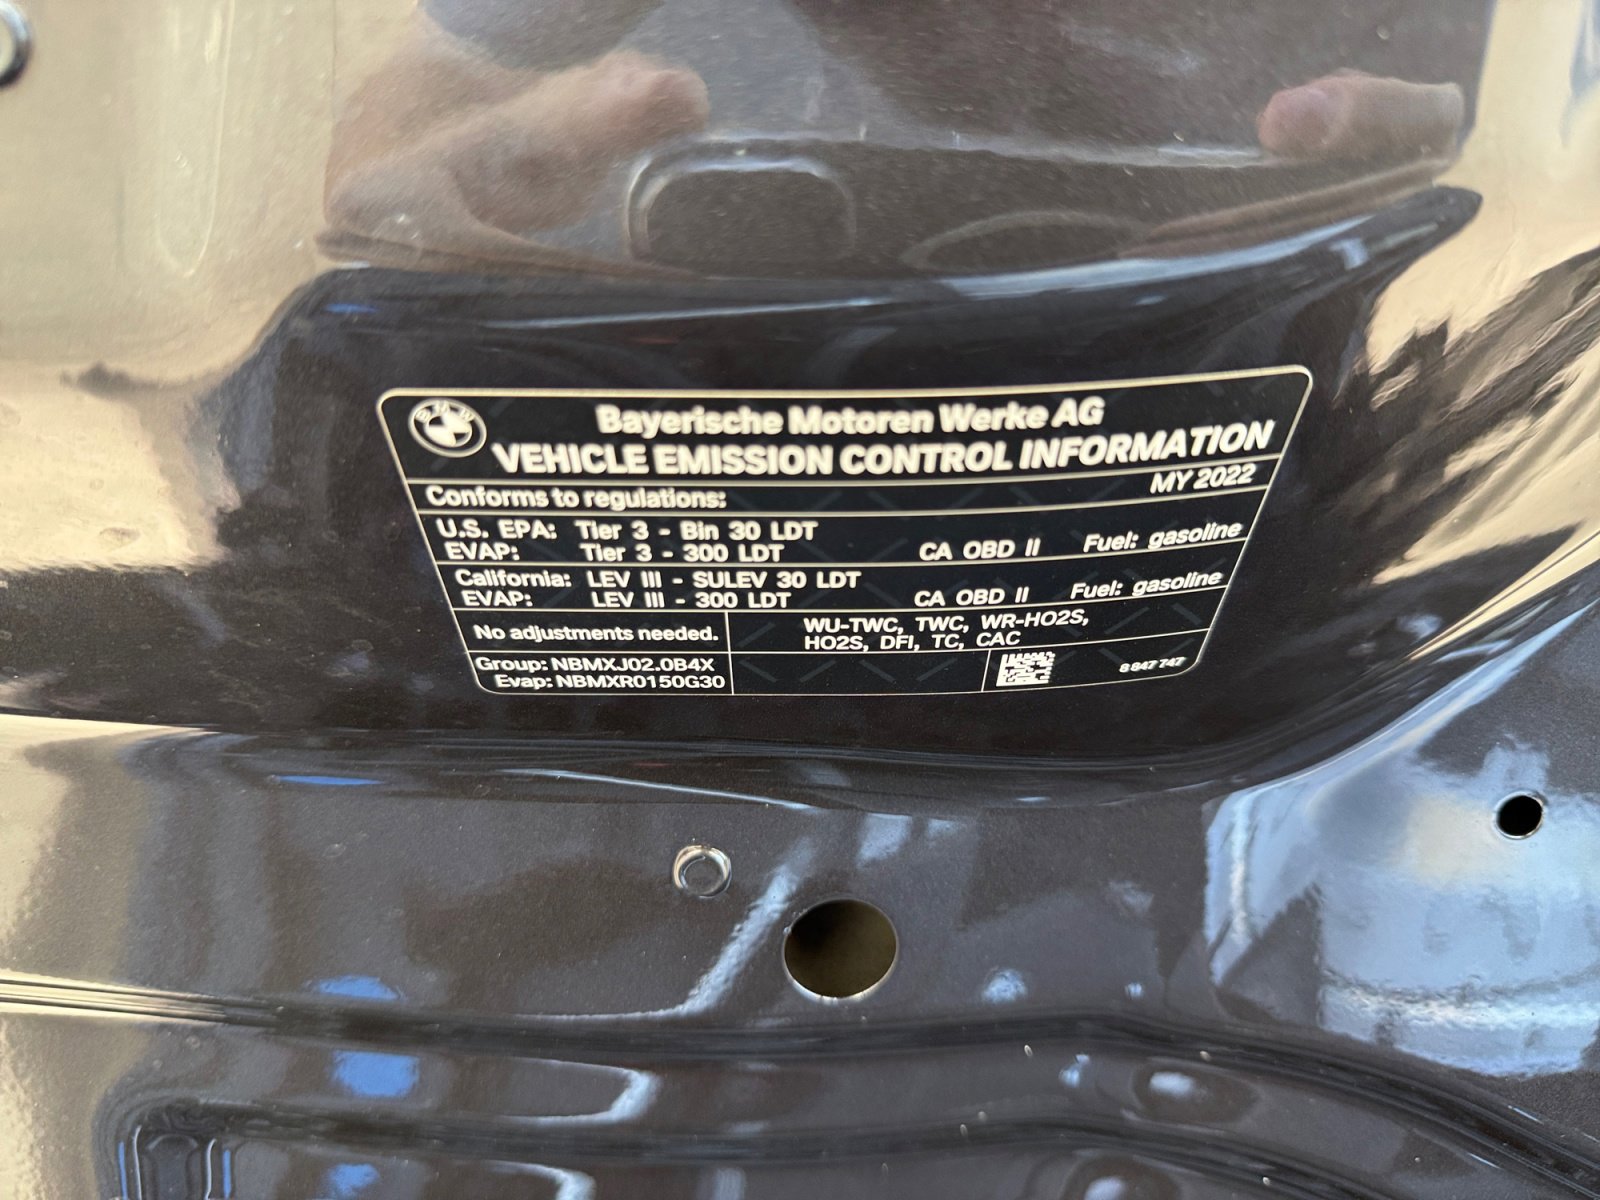 BMW
Bayerische Motoren Werke AG
VEHICLE EMISSION CONTROL INFORMATION
Conforms to regulations: MY 2022
U.S. EPA: Tier 3 - Bin 30 LDT
EVAP: Tier 3 - 300 LDT CA OBD II Fuel: gasoline
California: LEV III - SULEV 30 LDT
EVAP: LEV III - 300 LDT CA OBD II Fuel: gasoline
No adjustments needed.
WU-TWC, TWC, WR-HO2S,
HO2S, DFI, TC, CAC
Group: NBMXJ02.0B4X
Evap: NBMXR0150G30
8 847 747